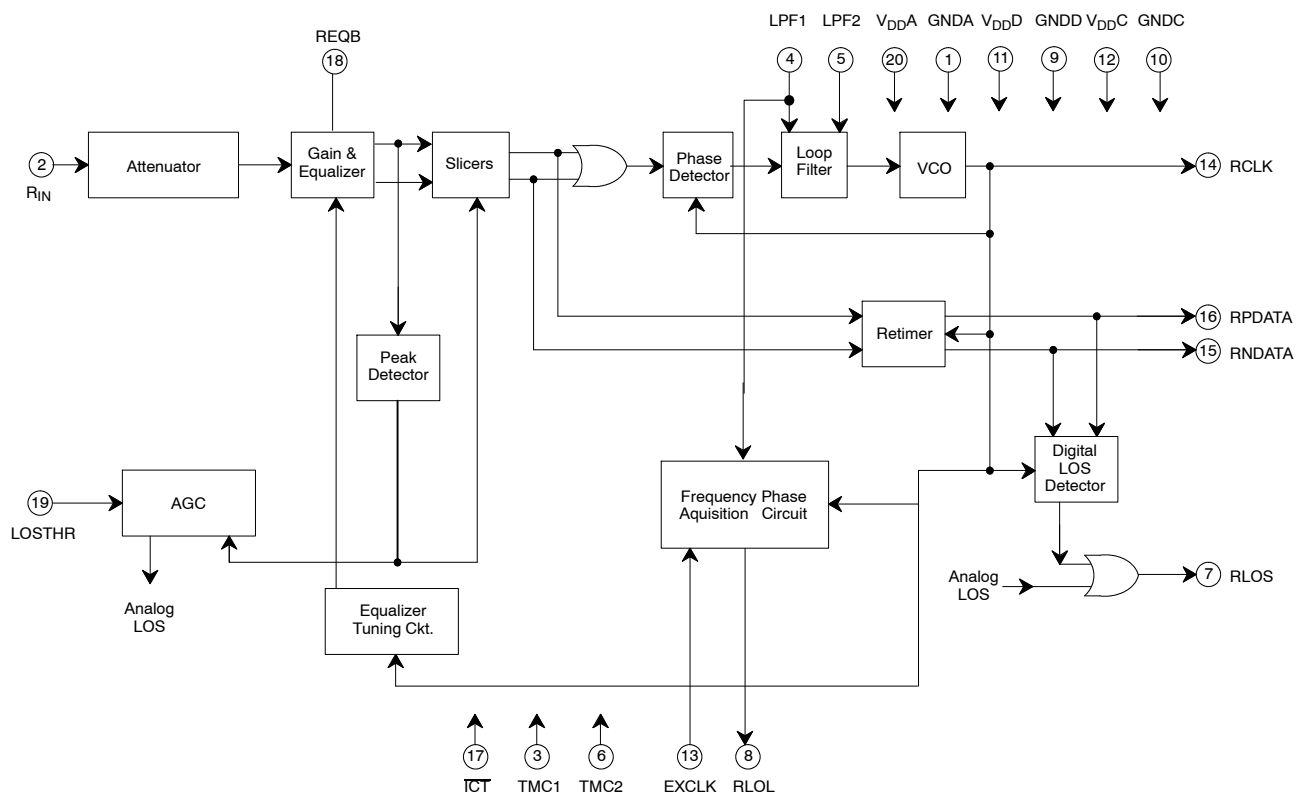 LPF1 LPF2 VDDA GNDA VDDD GNDD VDDC GNDC
REQB
18 4 5 20 1 11 9 12 10
2
RIN
Attenuator
Gain &
Equalizer
Slicers
Phase
Detector
Loop
Filter
VCO
14 RCLK
Retimer
16 RPDATA
15 RNDATA
Peak
Detector
Digital
LOS
Detector
19
LOSTHR
AGC
Frequency Phase
Aquisition Circuit
Analog
LOS
Equalizer
Tuning Ckt.
Analog
LOS
7 RLOS
17 3 6 13 8
ICT TMC1 TMC2 EXCLK RLOL